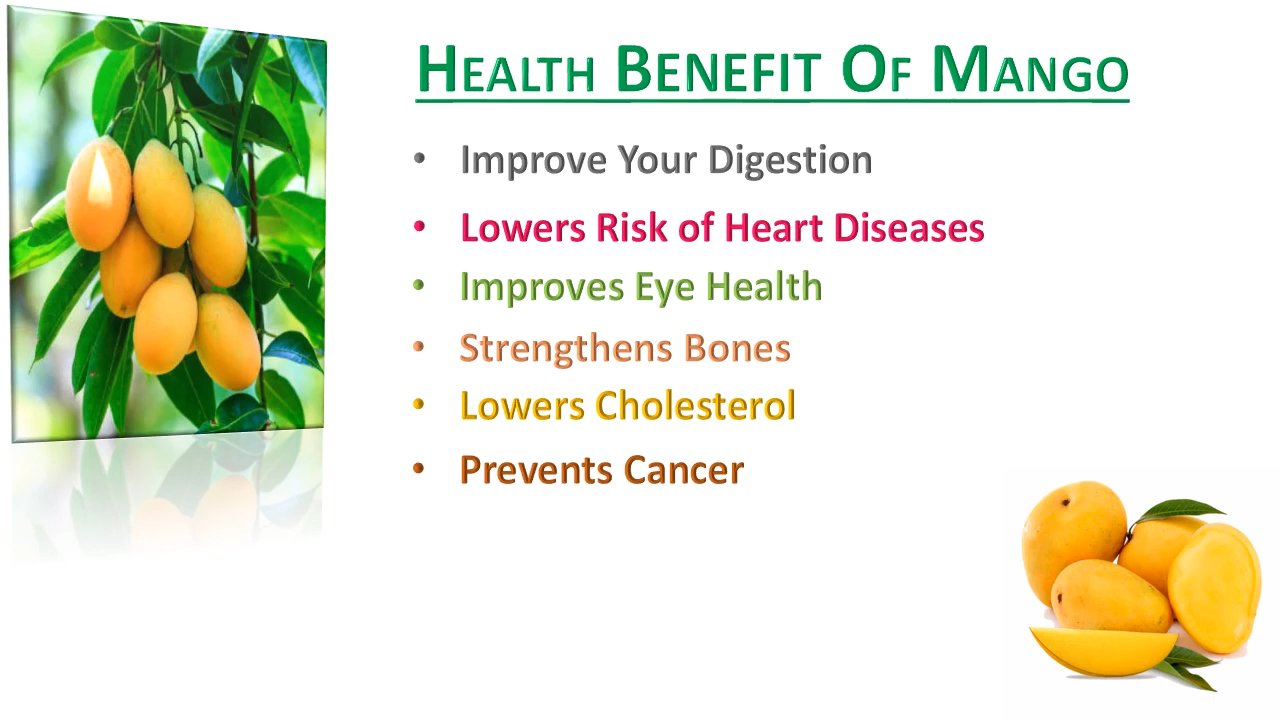 Health Benefit Of Mango
• Improve Your Digestion
• Lowers Risk of Heart Diseases
• Improves Eye Health
• Strengthens Bones
• Lowers Cholesterol
• Prevents Cancer